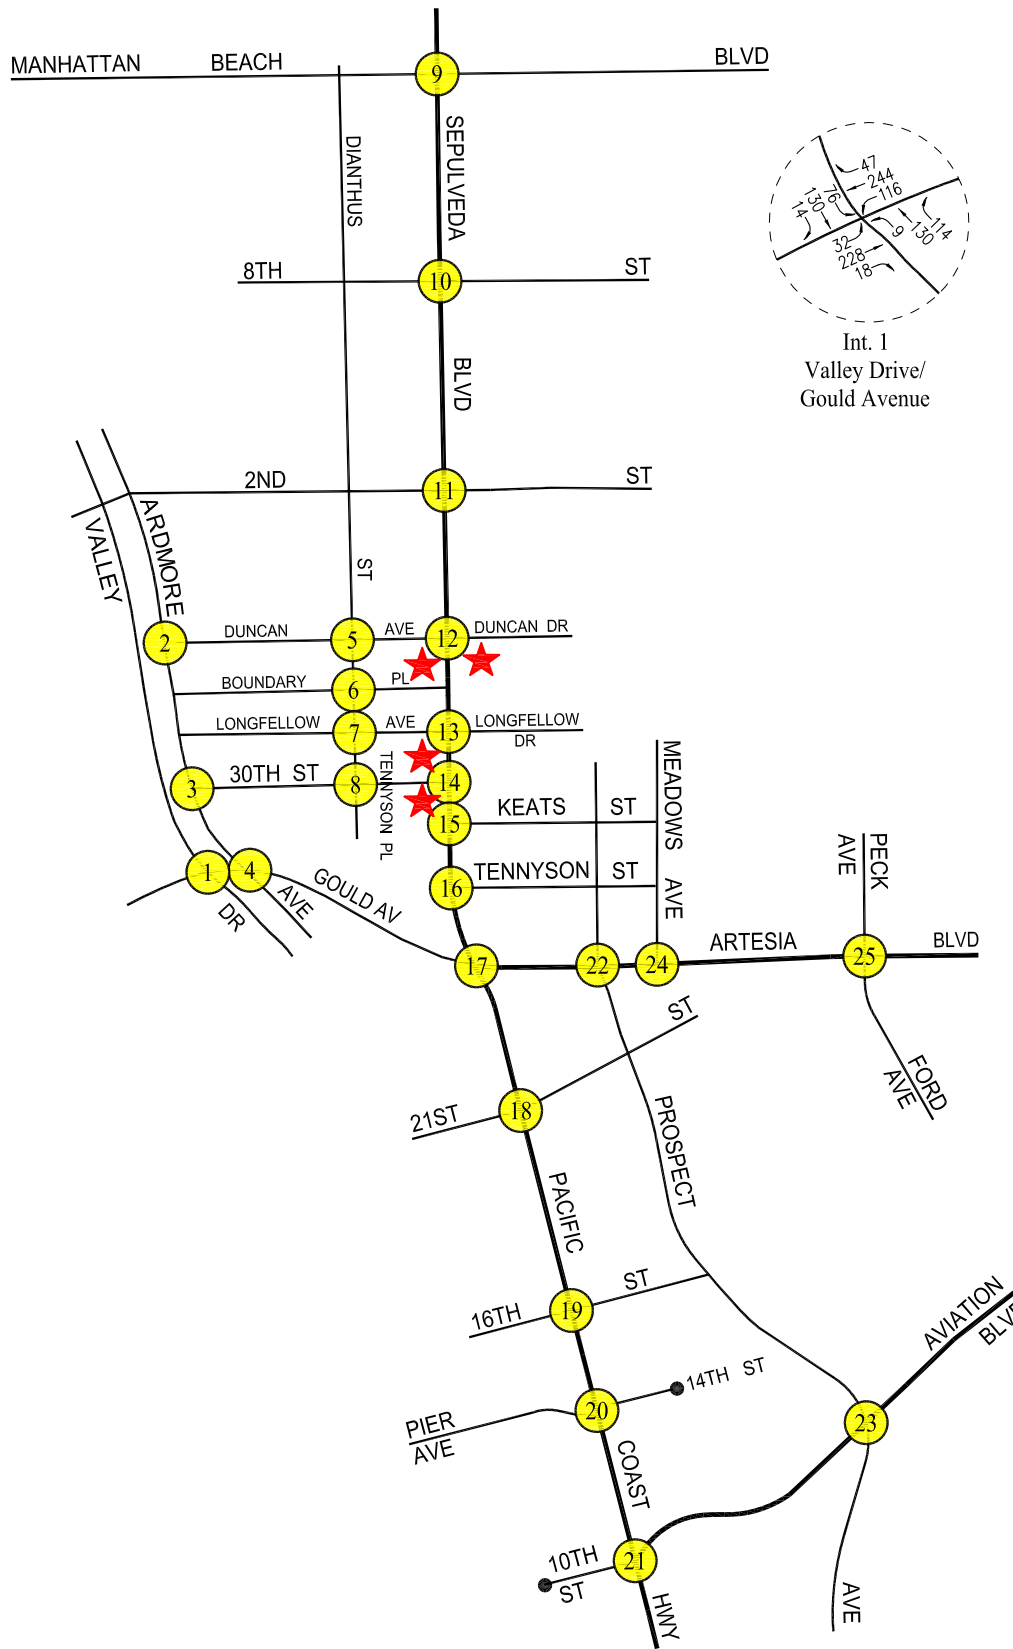 9
MANHATTAN BEACH BLVD
SEPULVEDA
DIANTHUS
47
244
116
76
130
14
9
130
114
32
228
18
8TH ST
10
Int. 1
Valley Drive/
Gould Avenue
BLVD
2ND ST
11
VALLEY
ARDMORE
ST
2
DUNCAN AVE
5
12
DUNCAN DR
BOUNDARY PL
6
LONGFELLOW AVE
7
13
LONGFELLOW
DR
3
30TH ST
8
14
TENNYSON PL
MEADOWS AVE
15
KEATS ST
PECK
AVE
1
4
16
TENNYSON ST
DR
AVE
GOULD AV
17
22
24
ARTESIA BLVD
25
21ST ST
18
FORD
AVE
PROSPECT
PACIFIC
16TH ST
19
AVIATION
14TH ST
PIER
AVE
20
23
COAST
10TH
ST
21
HWY
AVE